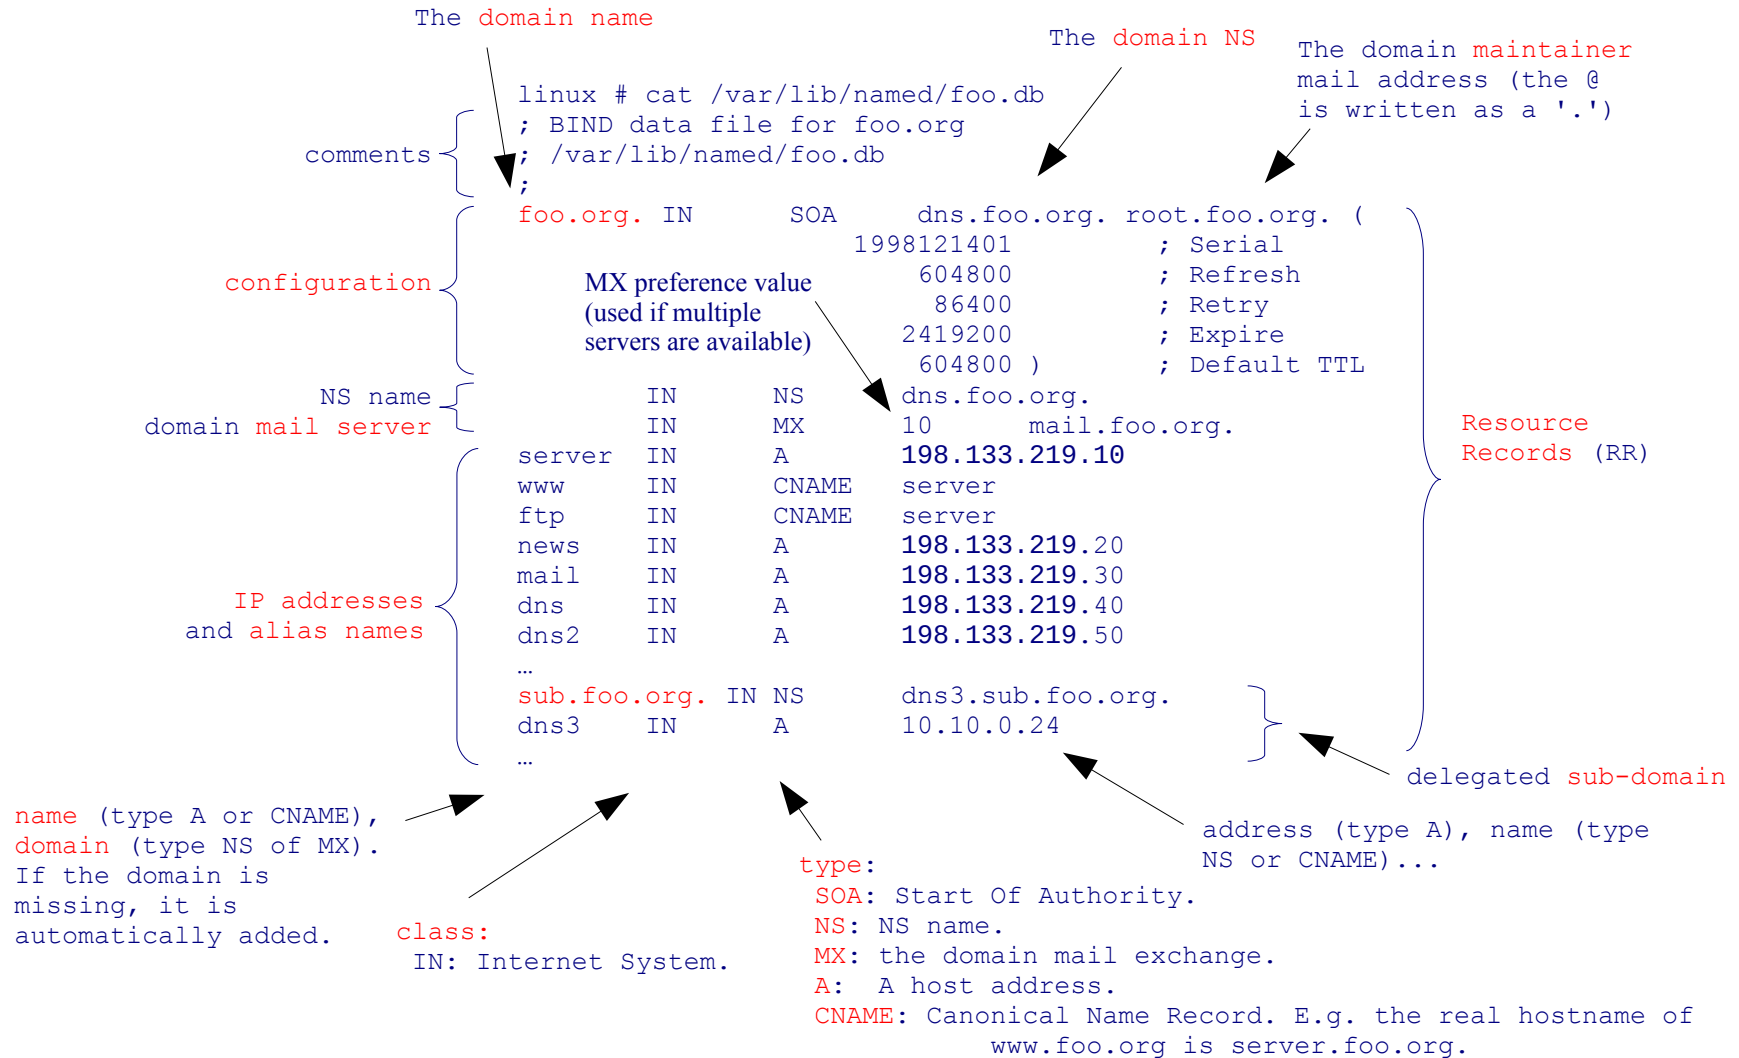 The domain name
The domain NS
The domain maintainer
mail address (the @
is written as a '.')
linux # cat /var/lib/named/foo.db
; BIND data file for foo.org
comments
; /var/lib/named/foo.db
;
foo.org. IN SOA dns.foo.org. root.foo.org. (
1998121401 ; Serial
configuration
604800 ; Refresh
MX preference value
(used if multiple
servers are available)
86400 ; Retry
2419200 ; Expire
604800 ) ; Default TTL
NS name
IN NS dns.foo.org.
domain mail server
IN MX 10 mail.foo.org.
Resource
Records (RR)
server IN A 198.133.219.10
www IN CNAME server
ftp IN CNAME server
news IN A 198.133.219.20
mail IN A 198.133.219.30
IP addresses
and alias names
dns IN A 198.133.219.40
dns2 IN A 198.133.219.50
…
sub.foo.org. IN NS dns3.sub.foo.org.
dns3 IN A 10.10.0.24
…
delegated sub-domain
name (type A or CNAME),
domain (type NS of MX).
If the domain is
missing, it is
automatically added.
class:
IN: Internet System.
address (type A), name (type
NS or CNAME)...
type:
SOA: Start Of Authority.
NS: NS name.
MX: the domain mail exchange.
A: A host address.
CNAME: Canonical Name Record. E.g. the real hostname of
www.foo.org is server.foo.org.